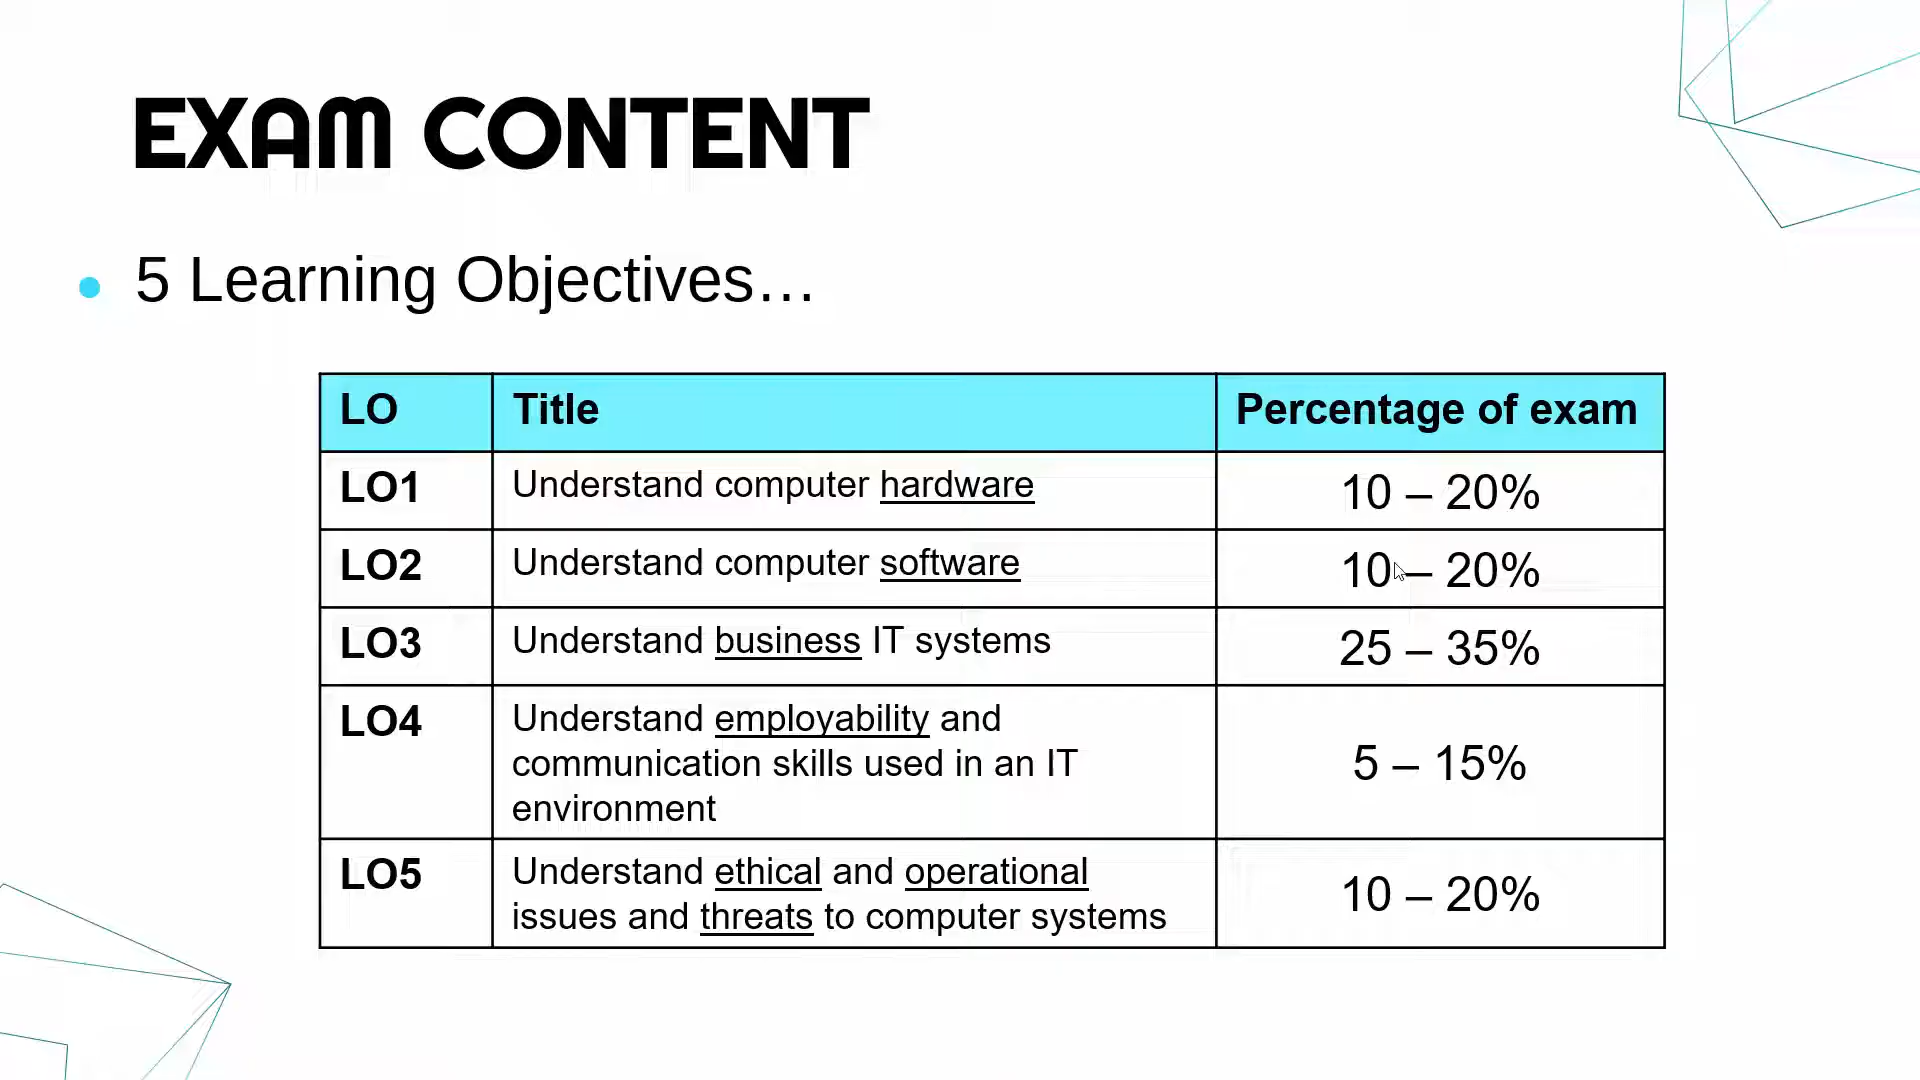 EXAM CONTENT
5 Learning Objectives…
LO Title Percentage of exam
LO1 Understand computer hardware 10 – 20%
LO2 Understand computer software 10 – 20%
LO3 Understand business IT systems 25 – 35%
LO4 Understand employability and
communication skills used in an IT
environment
5 – 15%
LO5 Understand ethical and operational
issues and threats to computer systems
10 – 20%